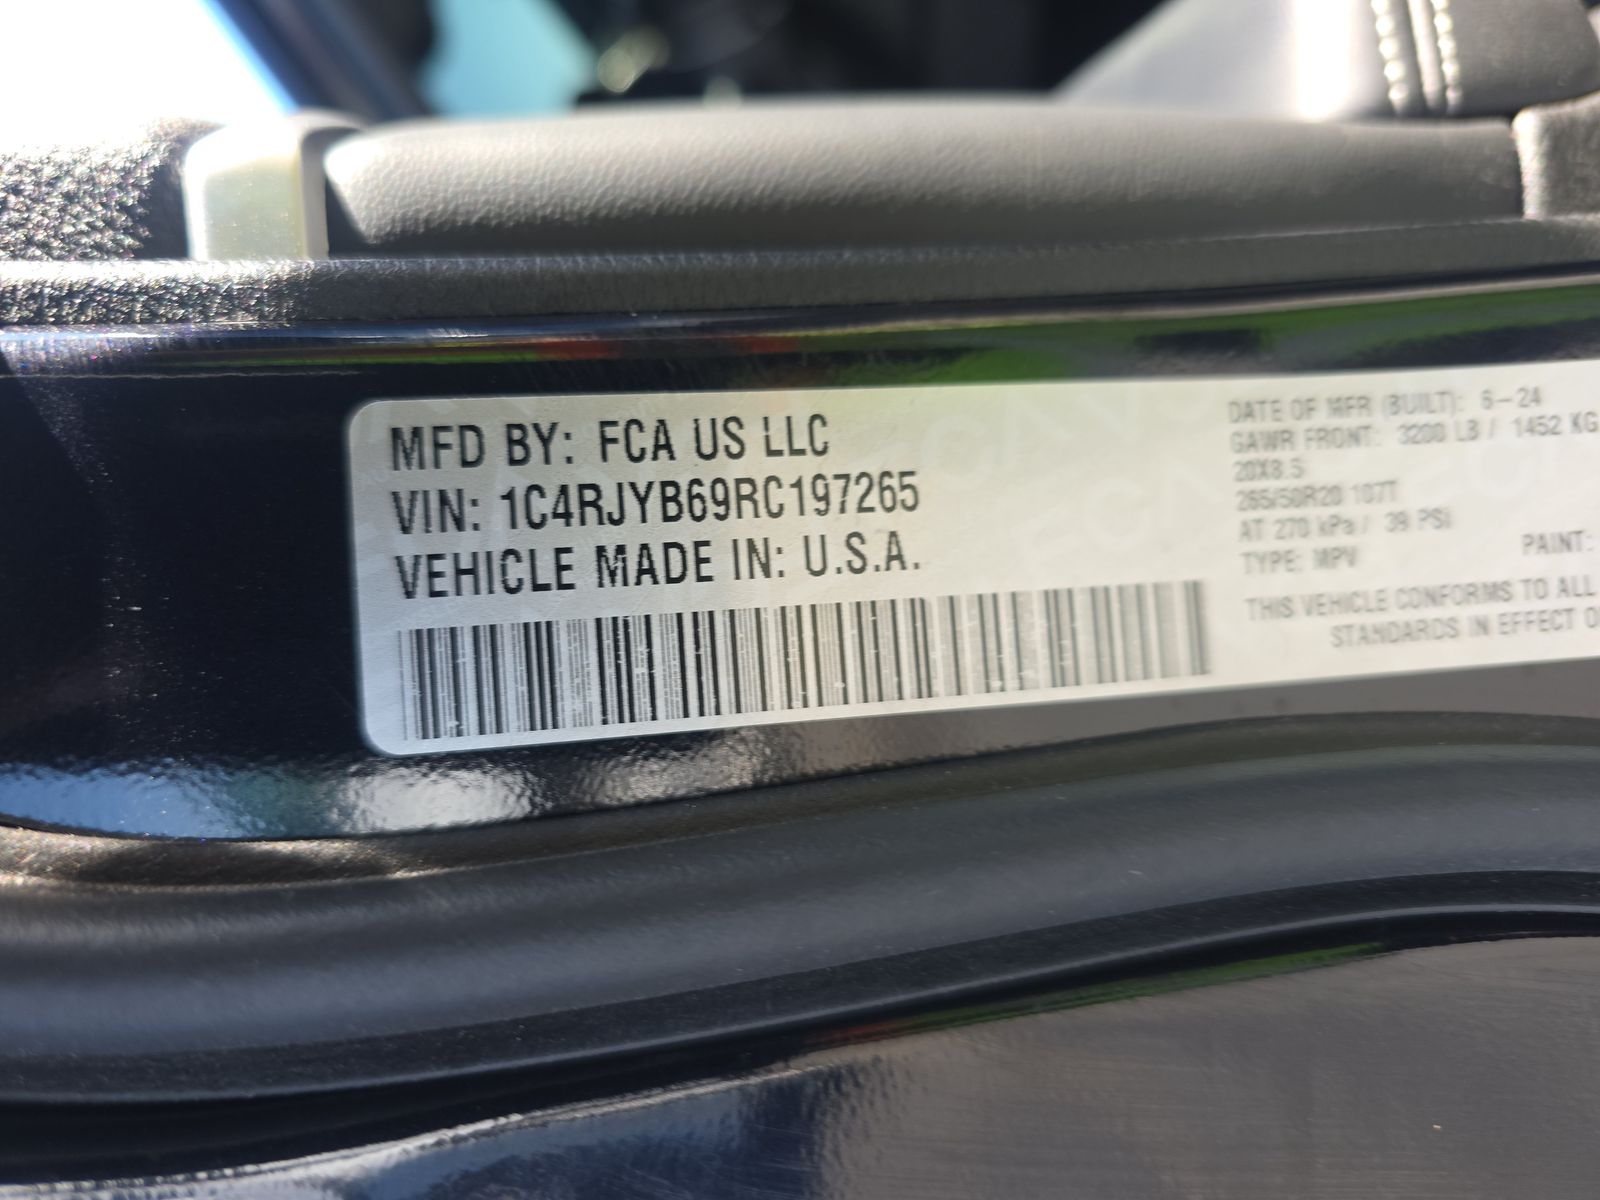 MFD BY: FCA US LLC
VIN: 1C4RJYB69RC197265
VEHICLE MADE IN: U.S.A.
DATE OF MFR (BUILT): 6-24
GAWR FRONT: 3200 LB / 1452 KG
20X8.5
265/50R20 107T
AT 270 kPa / 39 PSI
TYPE: MPV
PAINT:
THIS VEHICLE CONFORMS TO ALL
STANDARDS IN EFFECT